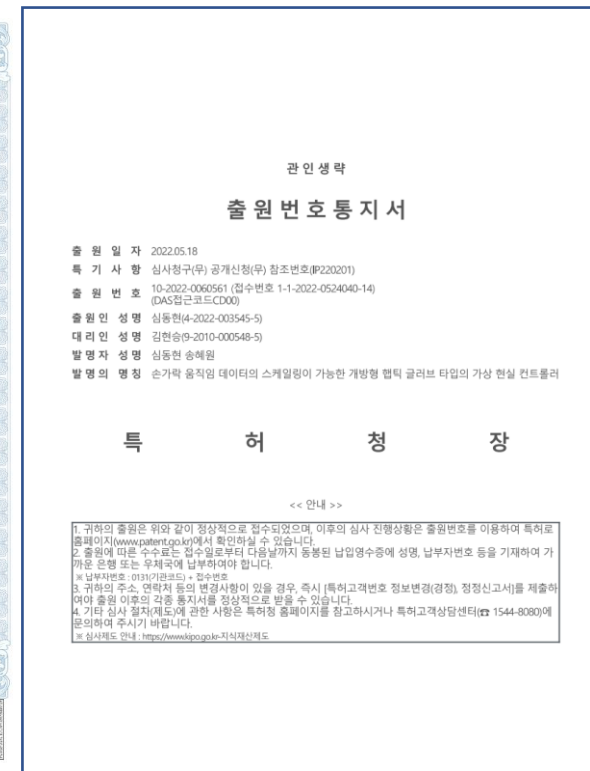 관 인 생 략
출 원 번 호 통 지 서
출 원 일 자 2022.05.18
특 기 사 항 심사청구(무) 공개신청(무) 참조번호(IP220201)
출 원 번 호 10-2022-0060561 (접수번호 1-1-2022-0524040-14)
(DAS접근코드CD00)
출 원 인 성 명 심동현(4-2022-003545-5)
대 리 인 성 명 김현승(9-2010-000548-5)
발 명 자 성 명 심동현 송혜원
발 명 의 명 칭 손가락 움직임 데이터의 스케일링이 가능한 개방형 햅틱 글러브 타입의 가상 현실 컨트롤러
특 허 청 장
<< 안내 >>
1. 귀하의 출원은 위와 같이 정상적으로 접수되었으며, 이후의 심사 진행상황은 출원번호를 이용하여 특허로
홈페이지(www.patent.go.kr)에서 확인하실 수 있습니다.
2. 출원에 따른 수수료는 접수일로부터 다음날까지 동봉된 납입영수증에 성명, 납부자번호 등을 기재하여 가
까운 은행 또는 우체국에 납부하여야 합니다.
※ 납부자번호 : 0131(기관코드) + 접수번호
3. 귀하의 주소, 연락처 등의 변경사항이 있을 경우, 즉시 [특허고객번호 정보변경(경정), 정정신고서]를 제출하
여야 출원 이후의 각종 통지서를 정상적으로 받을 수 있습니다.
4. 기타 심사 절차(제도)에 관한 사항은 특허청 홈페이지를 참고하시거나 특허고객상담센터(☎ 1544-8080)에
문의하여 주시기 바랍니다.
※ 심사제도 안내 : https://www.kipo.go.kr-지식재산제도